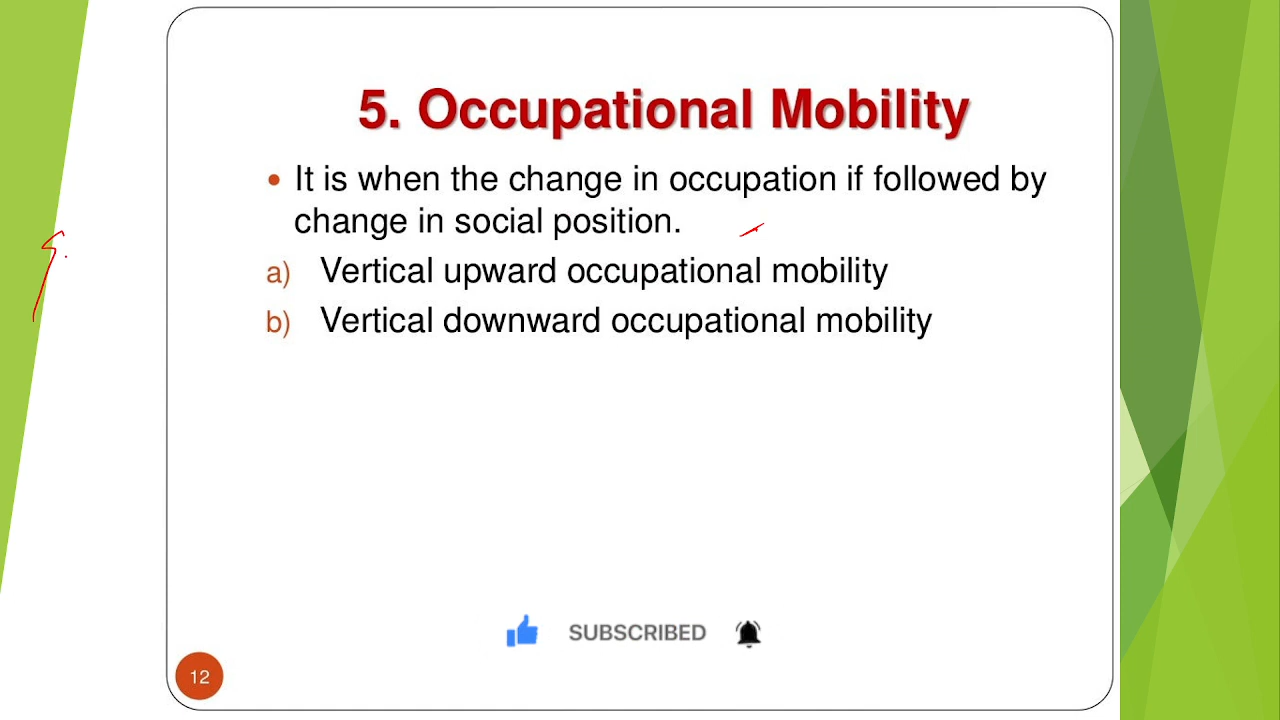 5. Occupational Mobility
• It is when the change in occupation if followed by
change in social position.
a) Vertical upward occupational mobility
b) Vertical downward occupational mobility
SUBSCRIBED
12